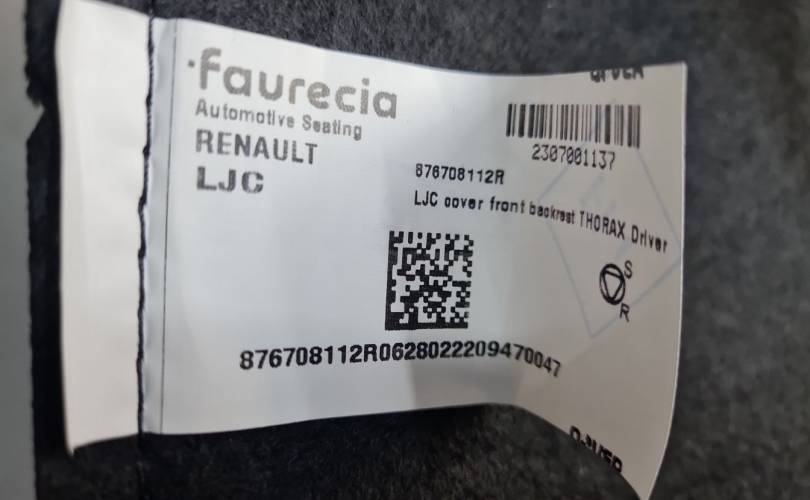 faurecia
Automotive Seating
RENAULT
LJC
2307001137
876708112R
LJC cover front backrest THORAX Driver
S
R
876708112R0628022209470047